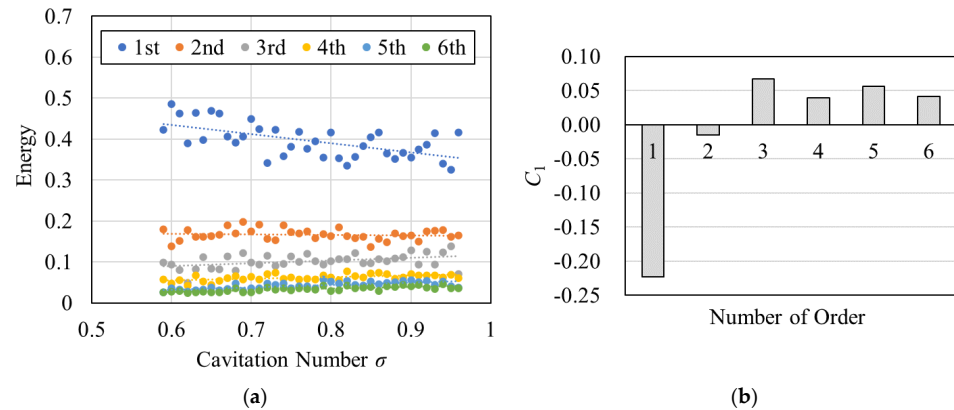 0.7
0.6
0.5
0.4
0.3
0.2
0.1
0
Energy
1st 2nd 3rd 4th 5th 6th
0.5 0.6 0.7 0.8 0.9 1
Cavitation Number σ
(a)
0.10
0.05
0.00
-0.05
-0.10
-0.15
-0.20
-0.25
C₁
1 2 3 4 5 6
Number of Order
(b)